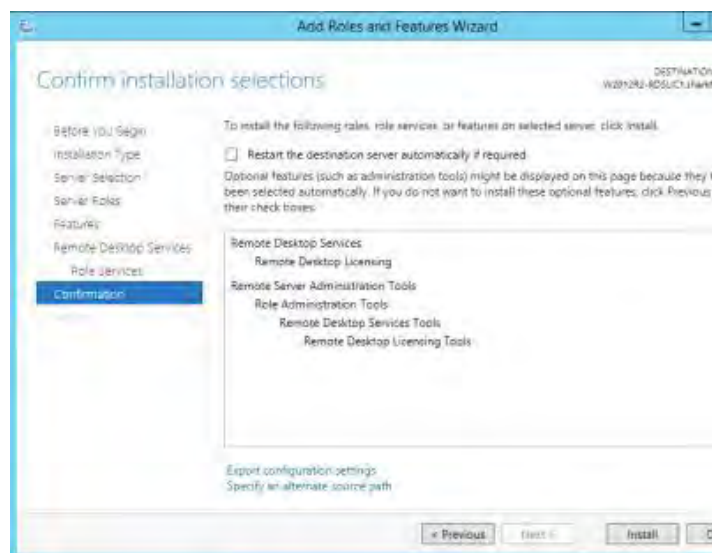 Add Roles and Features Wizard
Confirm installation selections
DESTINATION
Before You Begin
Installation Type
Server Selection
Server Roles
Features
Remote Desktop Services
Role Services
Confirmation
To install the following roles, role services, or features on selected server, click Install.
Restart the destination server automatically if required
Optional features (such as administration tools) might be displayed on this page because they
been selected automatically. If you do not want to install these optional features, click Previous
their check boxes.
Remote Desktop Services
Remote Desktop Licensing
Remote Server Administration Tools
Role Administration Tools
Remote Desktop Services Tools
Remote Desktop Licensing Tools
Export configuration settings
Specify an alternate source path
< Previous
Next >
Install